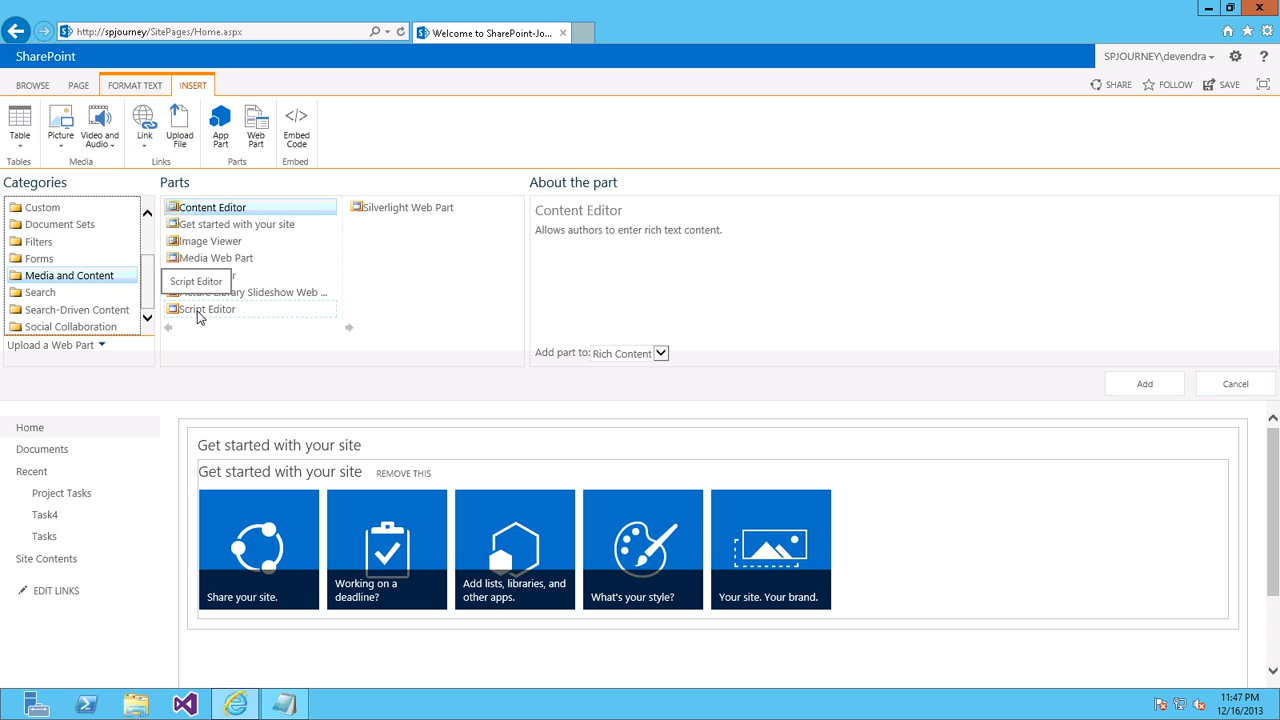 http://spjourney/SitePages/Home.aspx
Welcome to SharePoint-Jo...
SharePoint
SPJOURNEY\devendra
?
BROWSE
PAGE
FORMAT TEXT
INSERT
SHARE
FOLLOW
SAVE
Table
Picture
Video and Audio
Link
Upload File
App Part
Web Part
Embed Code
Tables
Media
Links
Parts
Embed
Categories
Custom
Document Sets
Filters
Forms
Media and Content
Search
Search-Driven Content
Social Collaboration
Upload a Web Part
Parts
Content Editor
Get started with your site
Image Viewer
Media Web Part
Script Editor
Picture Library Slideshow Web ...
Script Editor
Silverlight Web Part
About the part
Content Editor
Allows authors to enter rich text content.
Add part to: Rich Content
Add
Cancel
Home
Documents
Recent
Project Tasks
Task4
Tasks
Site Contents
EDIT LINKS
Get started with your site
Get started with your site REMOVE THIS
Share your site.
Working on a
deadline?
Add lists, libraries, and
other apps.
What's your style?
Your site. Your brand.
11:47 PM
12/16/2013